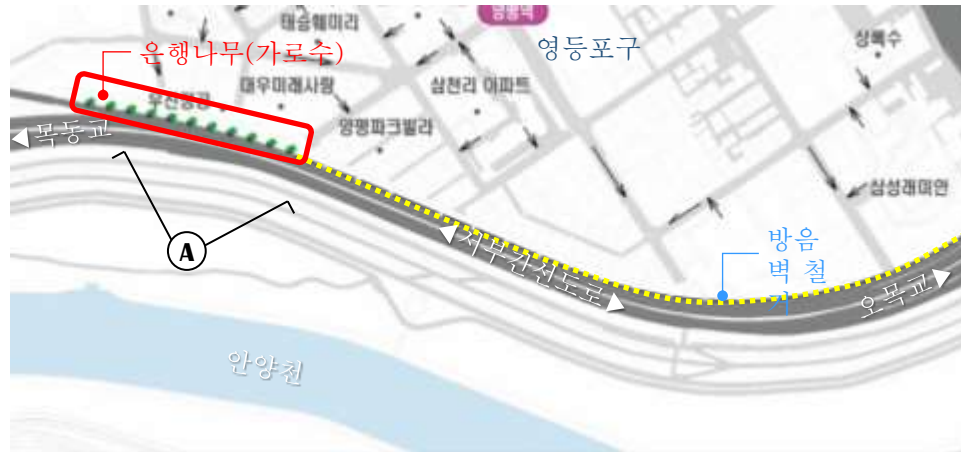 태승훼미리
영등포구
상록수
은행나무(가로수)
대우미래사랑
삼천리 아파트
◀목동교
양평파크빌라
삼성래미안
A
◀서부간선도로▶
방음
벽 철
오목교▶
안양천